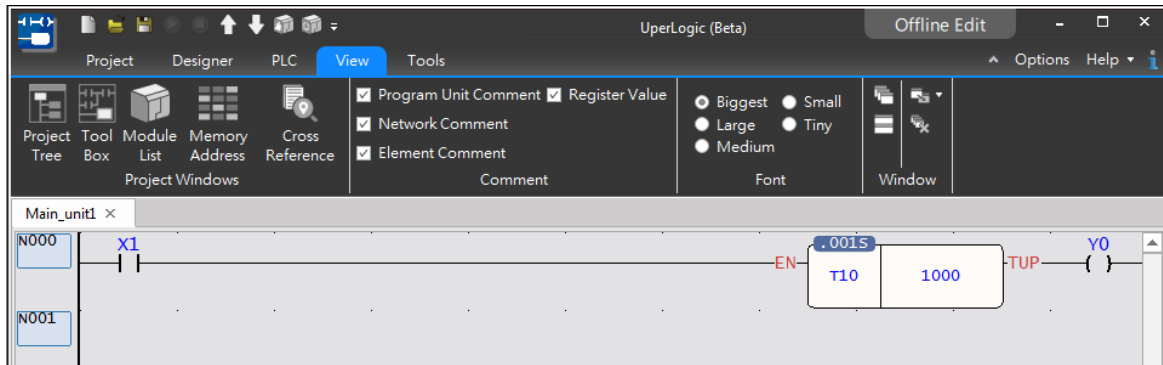 UperLogic (Beta)
Offline Edit
Project Designer PLC View Tools
Options Help
Project Tree
Tool Box
Module List
Memory Address
Cross Reference
Project Windows
Program Unit Comment Register Value
Network Comment
Element Comment
Comment
Biggest Small
Large Tiny
Medium
Font
Window
Main_unit1
N000
X1
.001S
EN
T10
1000
TUP
Y0
N001